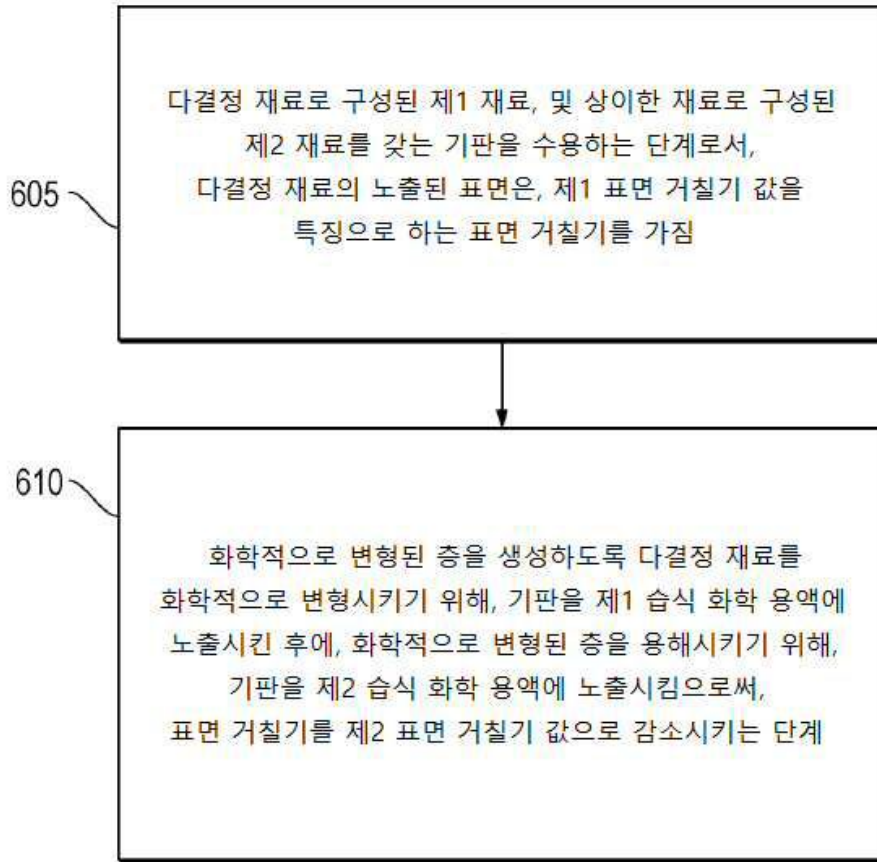 다결정 재료로 구성된 제1 재료, 및 상이한 재료로 구성된
제2 재료를 갖는 기판을 수용하는 단계로서,
605
다결정 재료의 노출된 표면은, 제1 표면 거칠기 값을
특징으로 하는 표면 거칠기를 가짐
610
화학적으로 변형된 층을 생성하도록 다결정 재료를
화학적으로 변형시키기 위해, 기판을 제1 습식 화학 용액에
노출시킨 후에, 화학적으로 변형된 층을 용해시키기 위해,
기판을 제2 습식 화학 용액에 노출시킴으로써,
표면 거칠기를 제2 표면 거칠기 값으로 감소시키는 단계